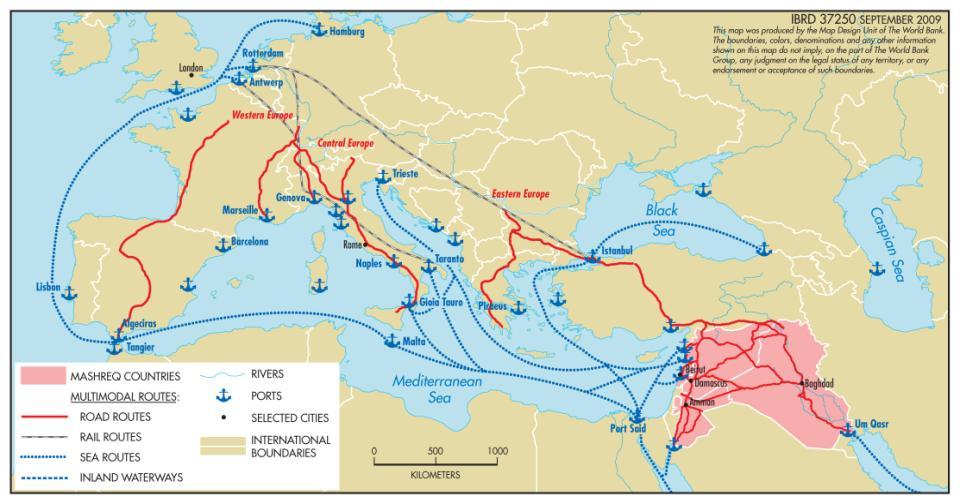 IBRD 37250 SEPTEMBER 2009
This map was produced by the Map Design Unit of The World Bank.
The boundaries, colors, denominations and any other information
shown on this map do not imply, on the part of The World Bank
Group, any judgment on the legal status of any territory, or any
endorsement or acceptance of such boundaries.
Hamburg
Rotterdam
London
Antwerp
Western Europe
Central Europe
Trieste
Eastern Europe
Genova
Marseille
Black
Sea
Caspian Sea
Barcelona
Rome
Istanbul
Naples
Taranto
Lisbon
Gioia Tauro
Piraeus
Algeciras
Tangier
Malta
Beirut
Damascus
Baghdad
Mediterranean
Sea
Amman
Port Said
Um Qasr
MASHREQ COUNTRIES
MULTIMODAL ROUTES:
ROAD ROUTES
RAIL ROUTES
SEA ROUTES
INLAND WATERWAYS
RIVERS
PORTS
SELECTED CITIES
INTERNATIONAL
BOUNDARIES
0 500 1000
KILOMETERS